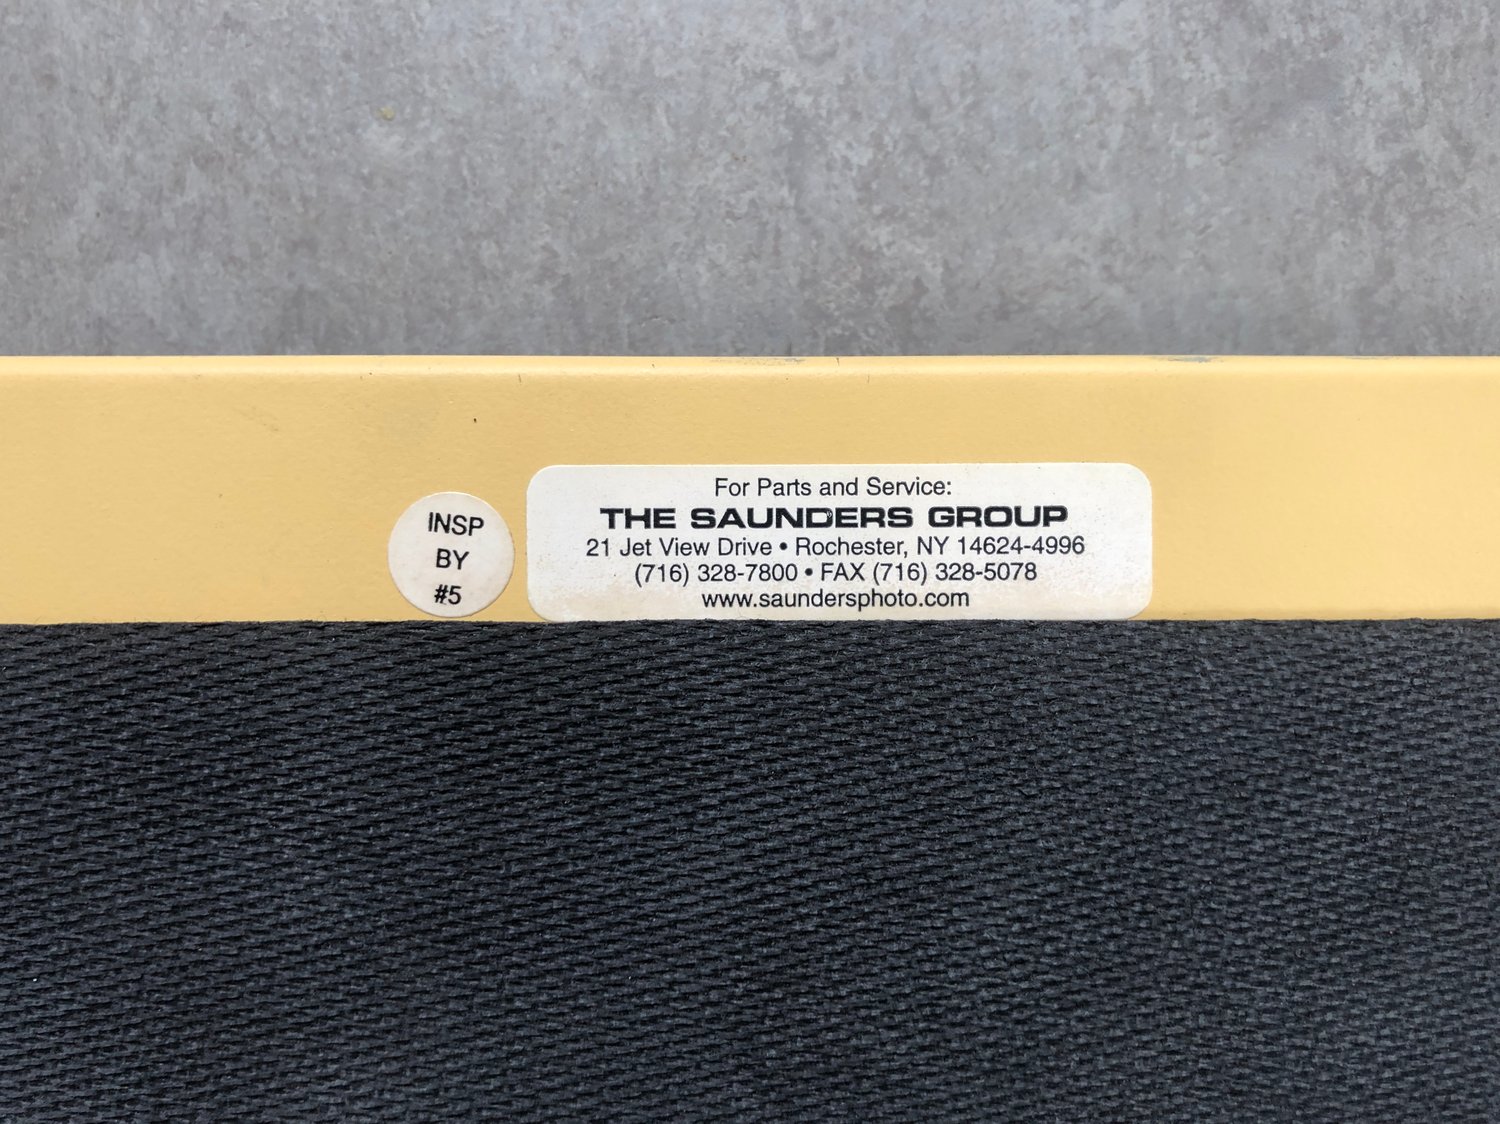 INSP
BY
#5
For Parts and Service:
THE SAUNDERS GROUP
21 Jet View Drive • Rochester, NY 14624-4996
(716) 328-7800 • FAX (716) 328-5078
www.saundersphoto.com